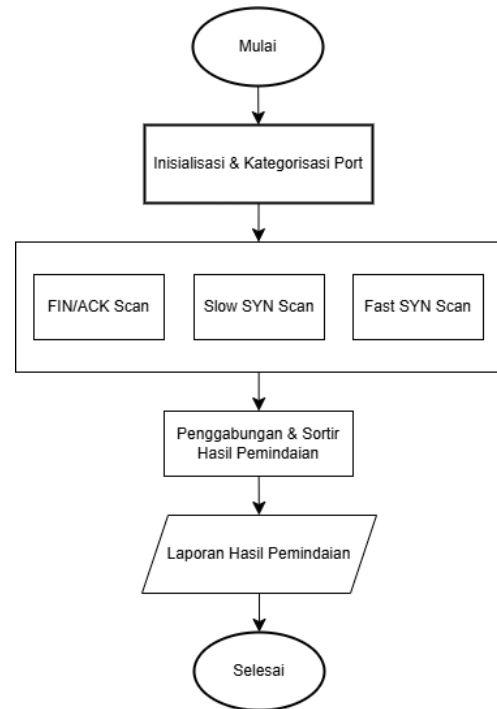 Mulai
Inisialisasi & Kategorisasi Port
FIN/ACK Scan
Slow SYN Scan
Fast SYN Scan
Penggabungan & Sortir
Hasil Pemindaian
Laporan Hasil Pemindaian
Selesai